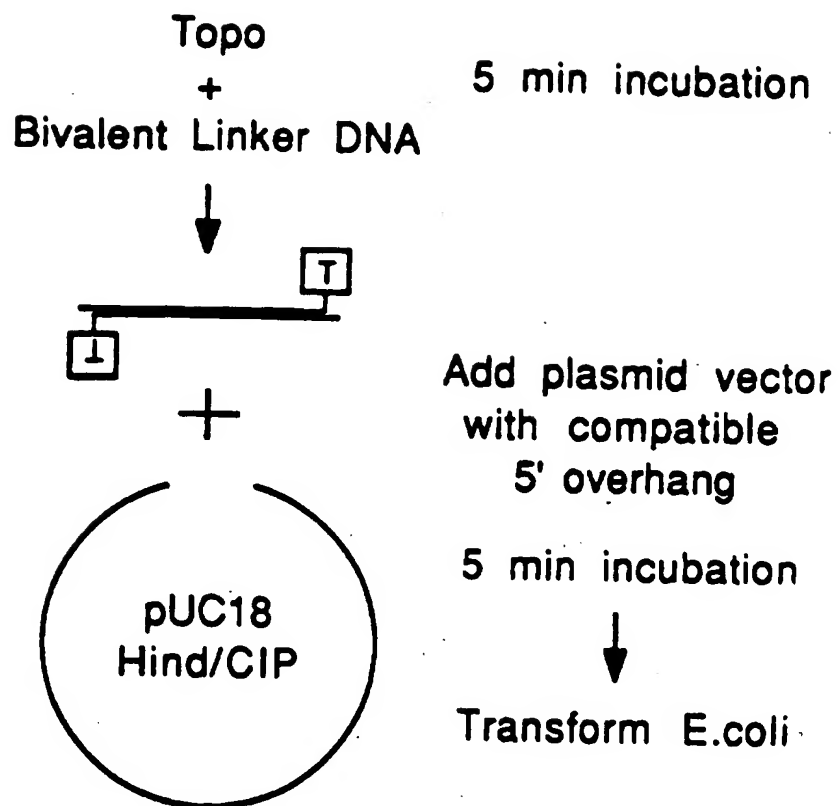 Topo
+
Bivalent Linker DNA
5 min incubation
T
T
+
Add plasmid vector
with compatible
5' overhang
pUC18
Hind/CIP
5 min incubation
Transform E.coli